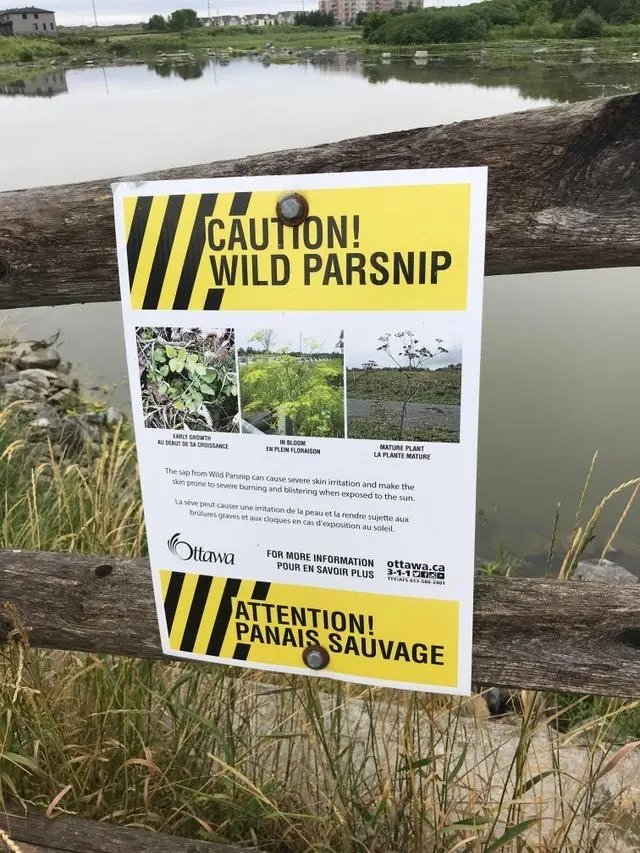 CAUTION!
WILD PARSNIP
EARLY GROWTH
AU DÉBUT DE SA CROISSANCE
IN BLOOM
EN PLEIN FLORAISON
MATURE PLANT
LA PLANTE MATURE
The sap from Wild Parsnip can cause severe skin irritation and make the
skin prone to severe burning and blistering when exposed to the sun.
La sève peut causer une irritation de la peau et la rendre sujette aux
brûlures graves et aux cloques en cas d'exposition au soleil.
Ottawa
FOR MORE INFORMATION
POUR EN SAVOIR PLUS
ottawa.ca
3-1-1
TTY/ATS 613-580-2401
ATTENTION!
PANAIS SAUVAGE